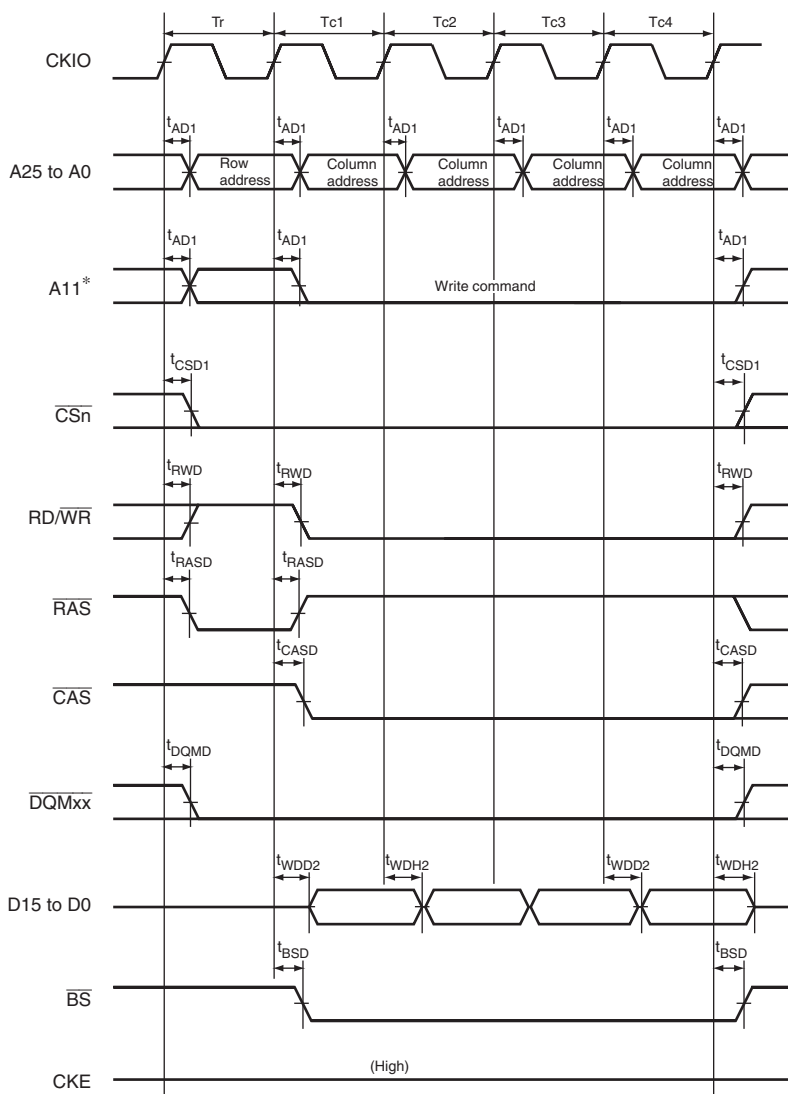 Tr Tc1 Tc2 Tc3 Tc4
CKIO
tAD1 tAD1 tAD1 tAD1 tAD1 tAD1
A25 to A0
Row address
Column address
Column address
Column address
Column address
tAD1 tAD1 tAD1
A11*
Write command
tCSD1 tCSD1
CSn
tRWD tRWD tRWD
RD/WR
tRASD tRASD
RAS
tCASD tCASD
CAS
tDQMD tDQMD
DQMxx
tWDD2 tWDH2 tWDD2 tWDH2
D15 to D0
tBSD tBSD
BS
(High)
CKE